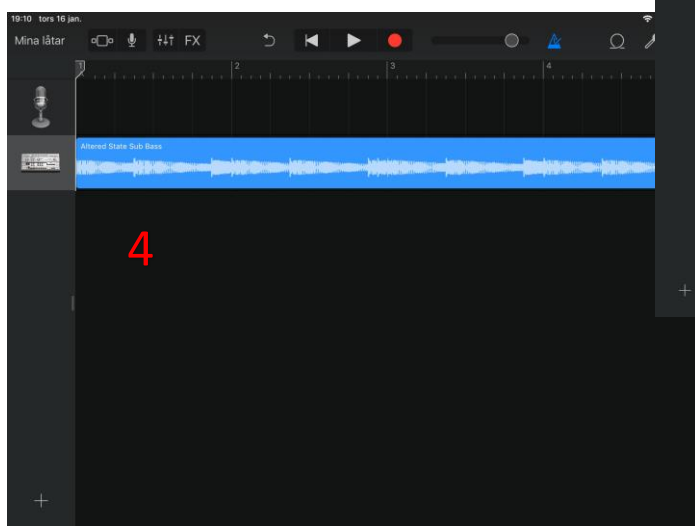 19:10 tors 16 jan.
Mina låtar FX
1 2 3 4
Altered State Sub Bass
4